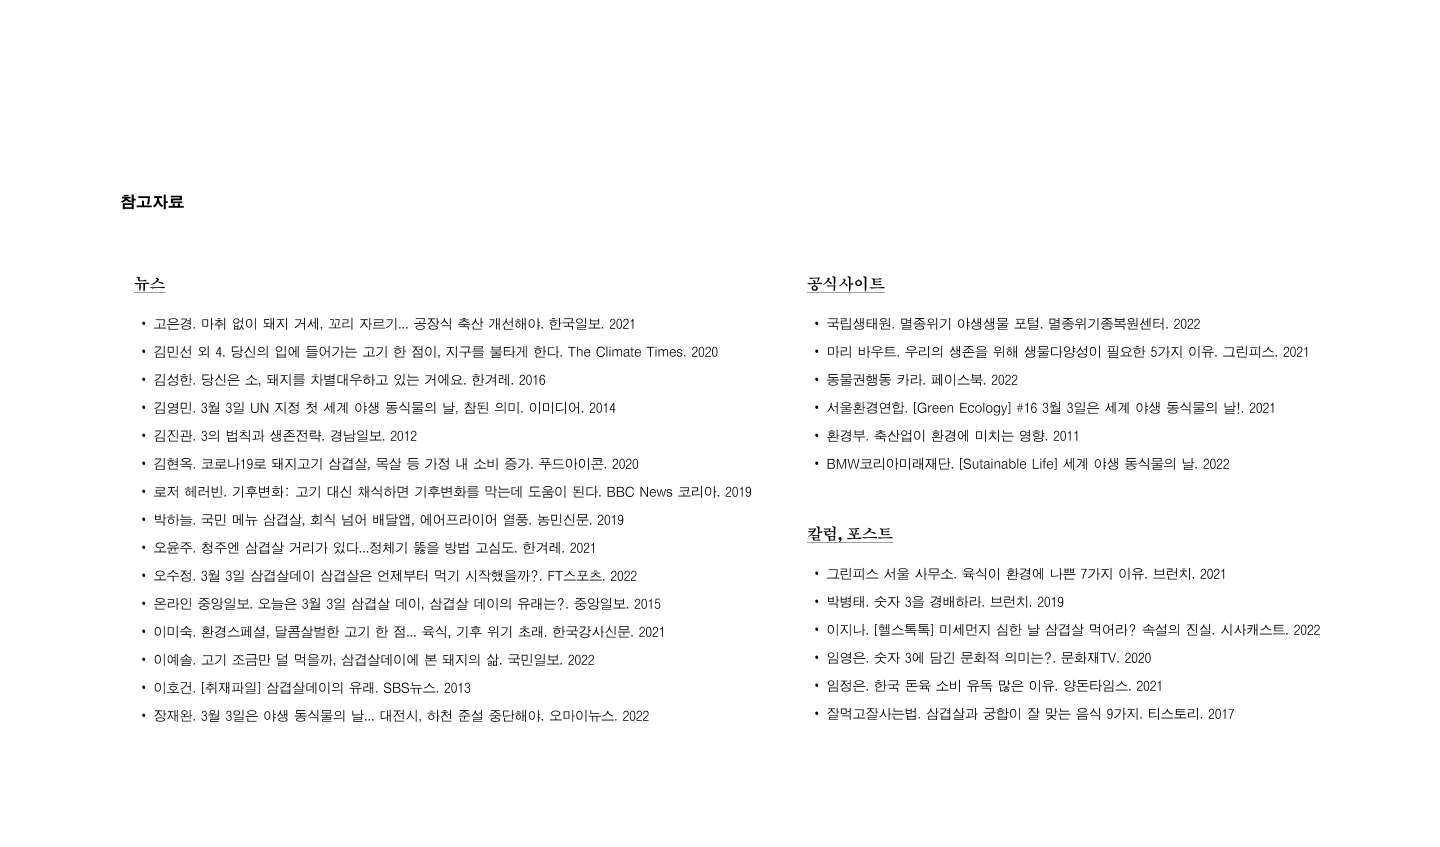 참고자료
뉴스
• 고은경. 마취 없이 돼지 거세, 꼬리 자르기... 공장식 축산 개선해야. 한국일보. 2021
• 김민선 외 4. 당신의 입에 들어가는 고기 한 점이, 지구를 불타게 한다. The Climate Times. 2020
• 김성한. 당신은 소, 돼지를 차별대우하고 있는 거에요. 한겨레. 2016
• 김영민. 3월 3일 UN 지정 첫 세계 야생 동식물의 날, 참된 의미. 이미디어. 2014
• 김진관. 3의 법칙과 생존전략. 경남일보. 2012
• 김현옥. 코로나19로 돼지고기 삼겹살, 목살 등 가정 내 소비 증가. 푸드아이콘. 2020
• 로저 헤러빈. 기후변화: 고기 대신 채식하면 기후변화를 막는데 도움이 된다. BBC News 코리아. 2019
• 박하늘. 국민 메뉴 삼겹살, 회식 넘어 배달앱, 에어프라이어 열풍. 농민신문. 2019
• 오윤주. 청주엔 삼겹살 거리가 있다...정체기 뚫을 방법 고심도. 한겨레. 2021
• 오수정. 3월 3일 삼겹살데이 삼겹살은 언제부터 먹기 시작했을까?. FT스포츠. 2022
• 온라인 중앙일보. 오늘은 3월 3일 삼겹살 데이, 삼겹살 데이의 유래는?. 중앙일보. 2015
• 이미숙. 환경스페셜, 달콤살벌한 고기 한 점... 육식, 기후 위기 초래. 한국강사신문. 2021
• 이예솔. 고기 조금만 덜 먹을까, 삼겹살데이에 본 돼지의 삶. 국민일보. 2022
• 이호건. [취재파일] 삼겹살데이의 유래. SBS뉴스. 2013
• 장재완. 3월 3일은 야생 동식물의 날... 대전시, 하천 준설 중단해야. 오마이뉴스. 2022
공식사이트
• 국립생태원. 멸종위기 야생생물 포털. 멸종위기종복원센터. 2022
• 마리 바우트. 우리의 생존을 위해 생물다양성이 필요한 5가지 이유. 그린피스. 2021
• 동물권행동 카라. 페이스북. 2022
• 서울환경연합. [Green Ecology] #16 3월 3일은 세계 야생 동식물의 날!. 2021
• 환경부. 축산업이 환경에 미치는 영향. 2011
• BMW코리아미래재단. [Sutainable Life] 세계 야생 동식물의 날. 2022
칼럼, 포스트
• 그린피스 서울 사무소. 육식이 환경에 나쁜 7가지 이유. 브런치. 2021
• 박병태. 숫자 3을 경배하라. 브런치. 2019
• 이지나. [헬스톡톡] 미세먼지 심한 날 삼겹살 먹어라? 속설의 진실. 시사캐스트. 2022
• 임영은. 숫자 3에 담긴 문화적 의미는?. 문화재TV. 2020
• 임정은. 한국 돈육 소비 유독 많은 이유. 양돈타임스. 2021
• 잘먹고잘사는법. 삼겹살과 궁합이 잘 맞는 음식 9가지. 티스토리. 2017